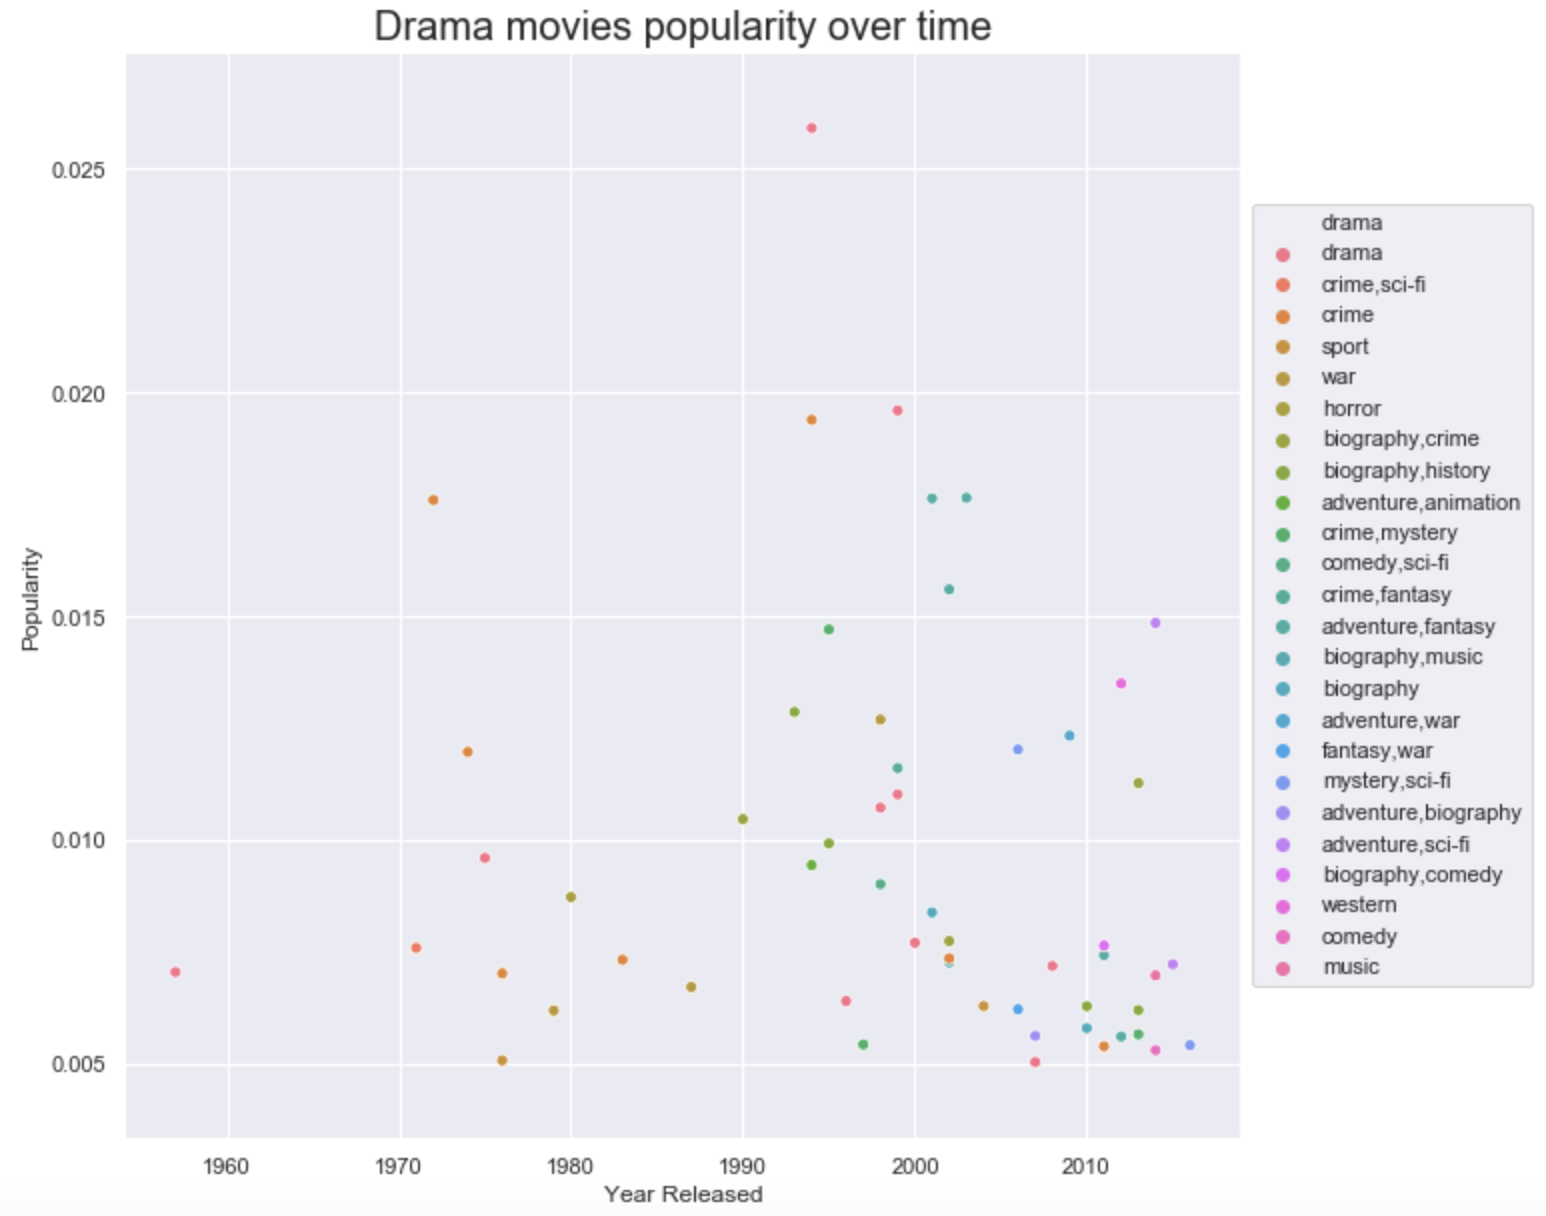 Drama movies popularity over time
0.025
0.020
0.015
0.010
0.005
Popularity
1960 1970 1980 1990 2000 2010
Year Released
drama
drama
crime,sci-fi
crime
sport
war
horror
biography,crime
biography,history
adventure,animation
crime,mystery
comedy,sci-fi
crime,fantasy
adventure,fantasy
biography,music
biography
adventure,war
fantasy,war
mystery,sci-fi
adventure,biography
adventure,sci-fi
biography,comedy
western
comedy
music